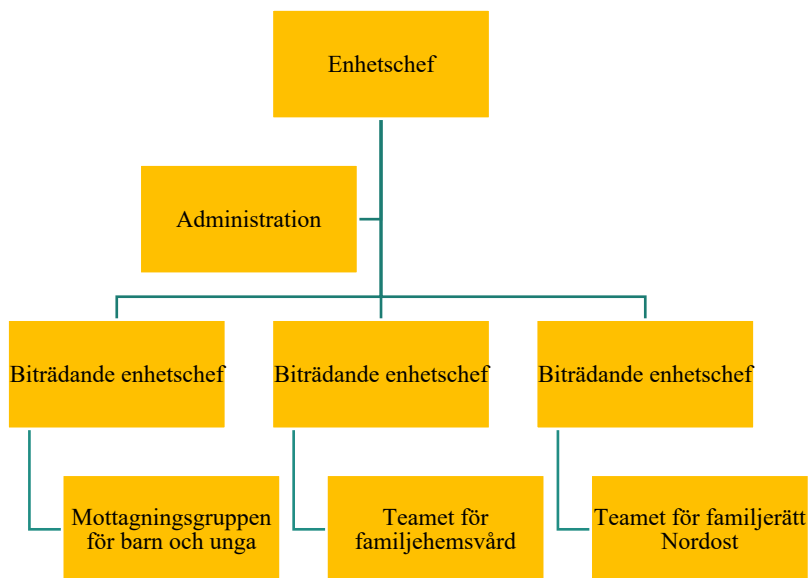 Enhetschef
Administration
Biträdande enhetschef
Biträdande enhetschef
Biträdande enhetschef
Mottagningsgruppen
för barn och unga
Teamet för
familjehemsvård
Teamet för familjerätt
Nordost